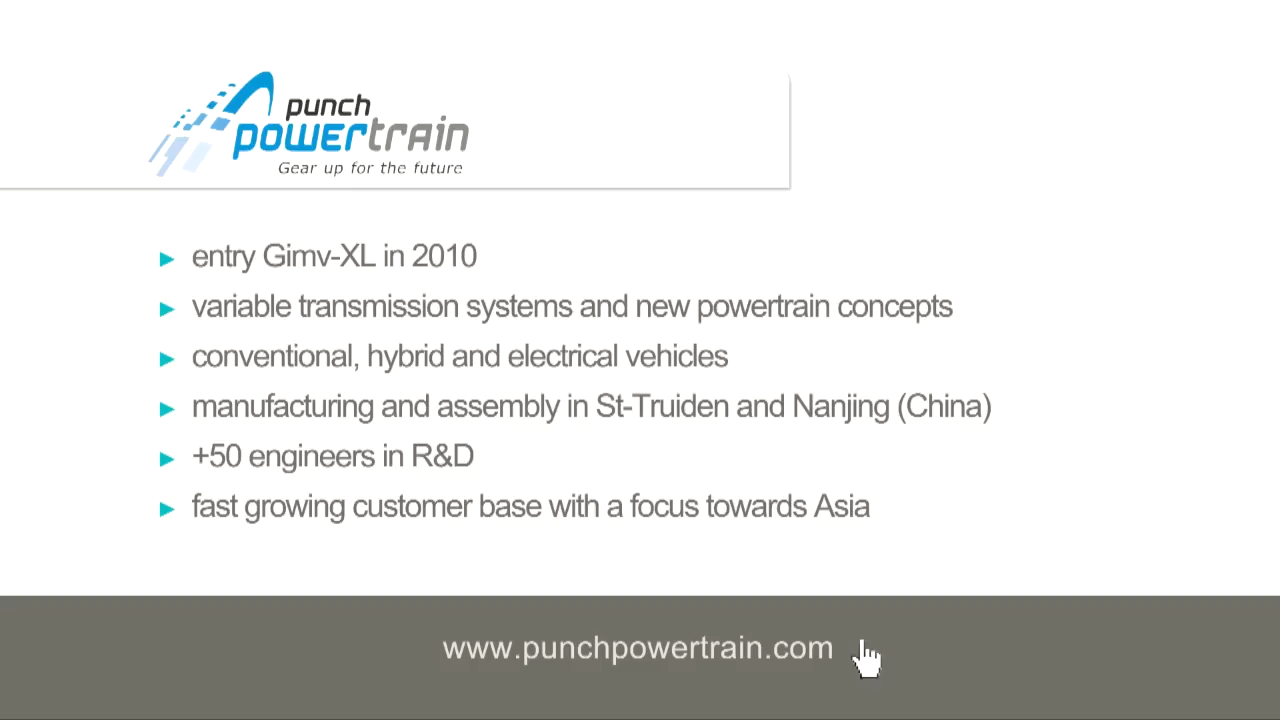 punch
powertrain
Gear up for the future
entry Gimv-XL in 2010
variable transmission systems and new powertrain concepts
conventional, hybrid and electrical vehicles
manufacturing and assembly in St-Truiden and Nanjing (China)
+50 engineers in R&D
fast growing customer base with a focus towards Asia
www.punchpowertrain.com